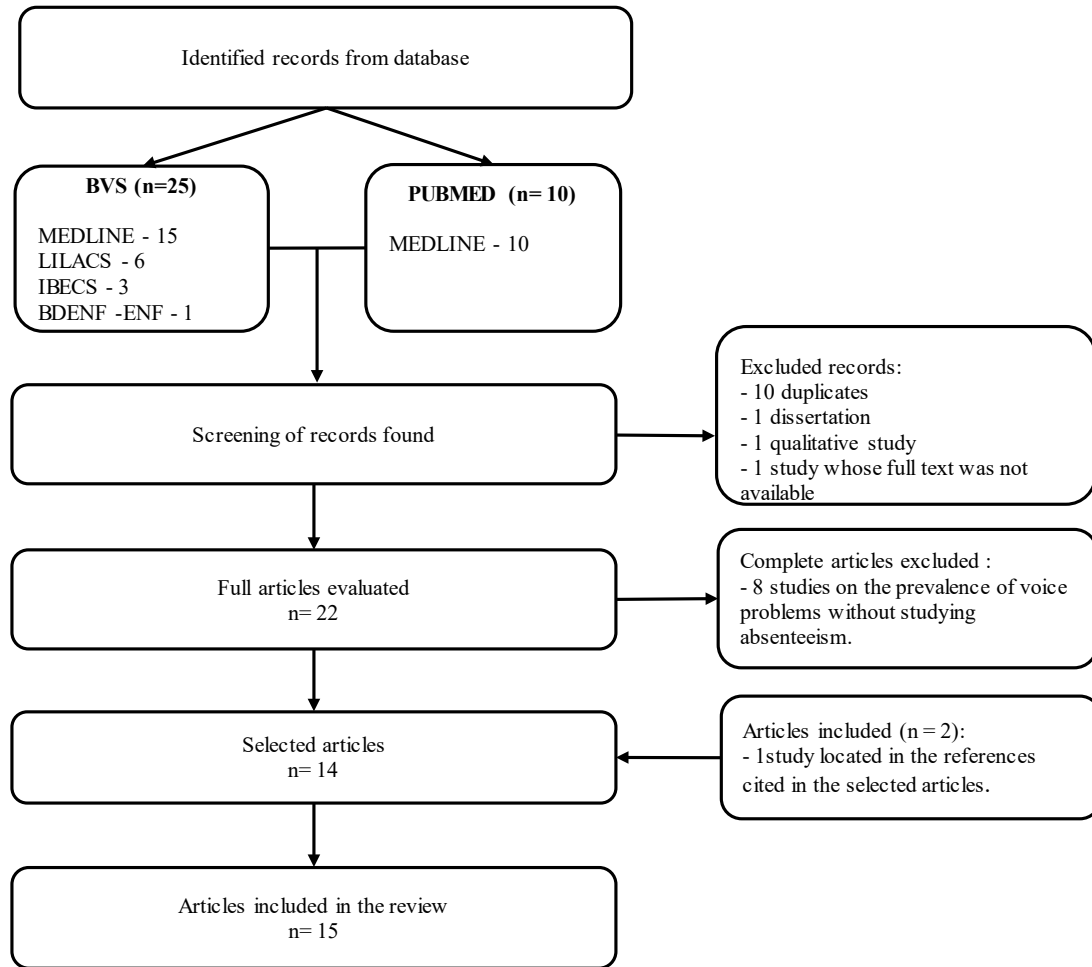 Identified records from database
BVS (n=25)
MEDLINE - 15
LILACS - 6
IBECS - 3
BDENF -ENF - 1
PUBMED (n= 10)
MEDLINE - 10
Screening of records found
Excluded records:
- 10 duplicates
- 1 dissertation
- 1 qualitative study
- 1 study whose full text was not
available
Full articles evaluated
n= 22
Complete articles excluded :
- 8 studies on the prevalence of voice
problems without studying
absenteeism.
Selected articles
n= 14
Articles included (n = 2):
- 1study located in the references
cited in the selected articles.
Articles included in the review
n= 15